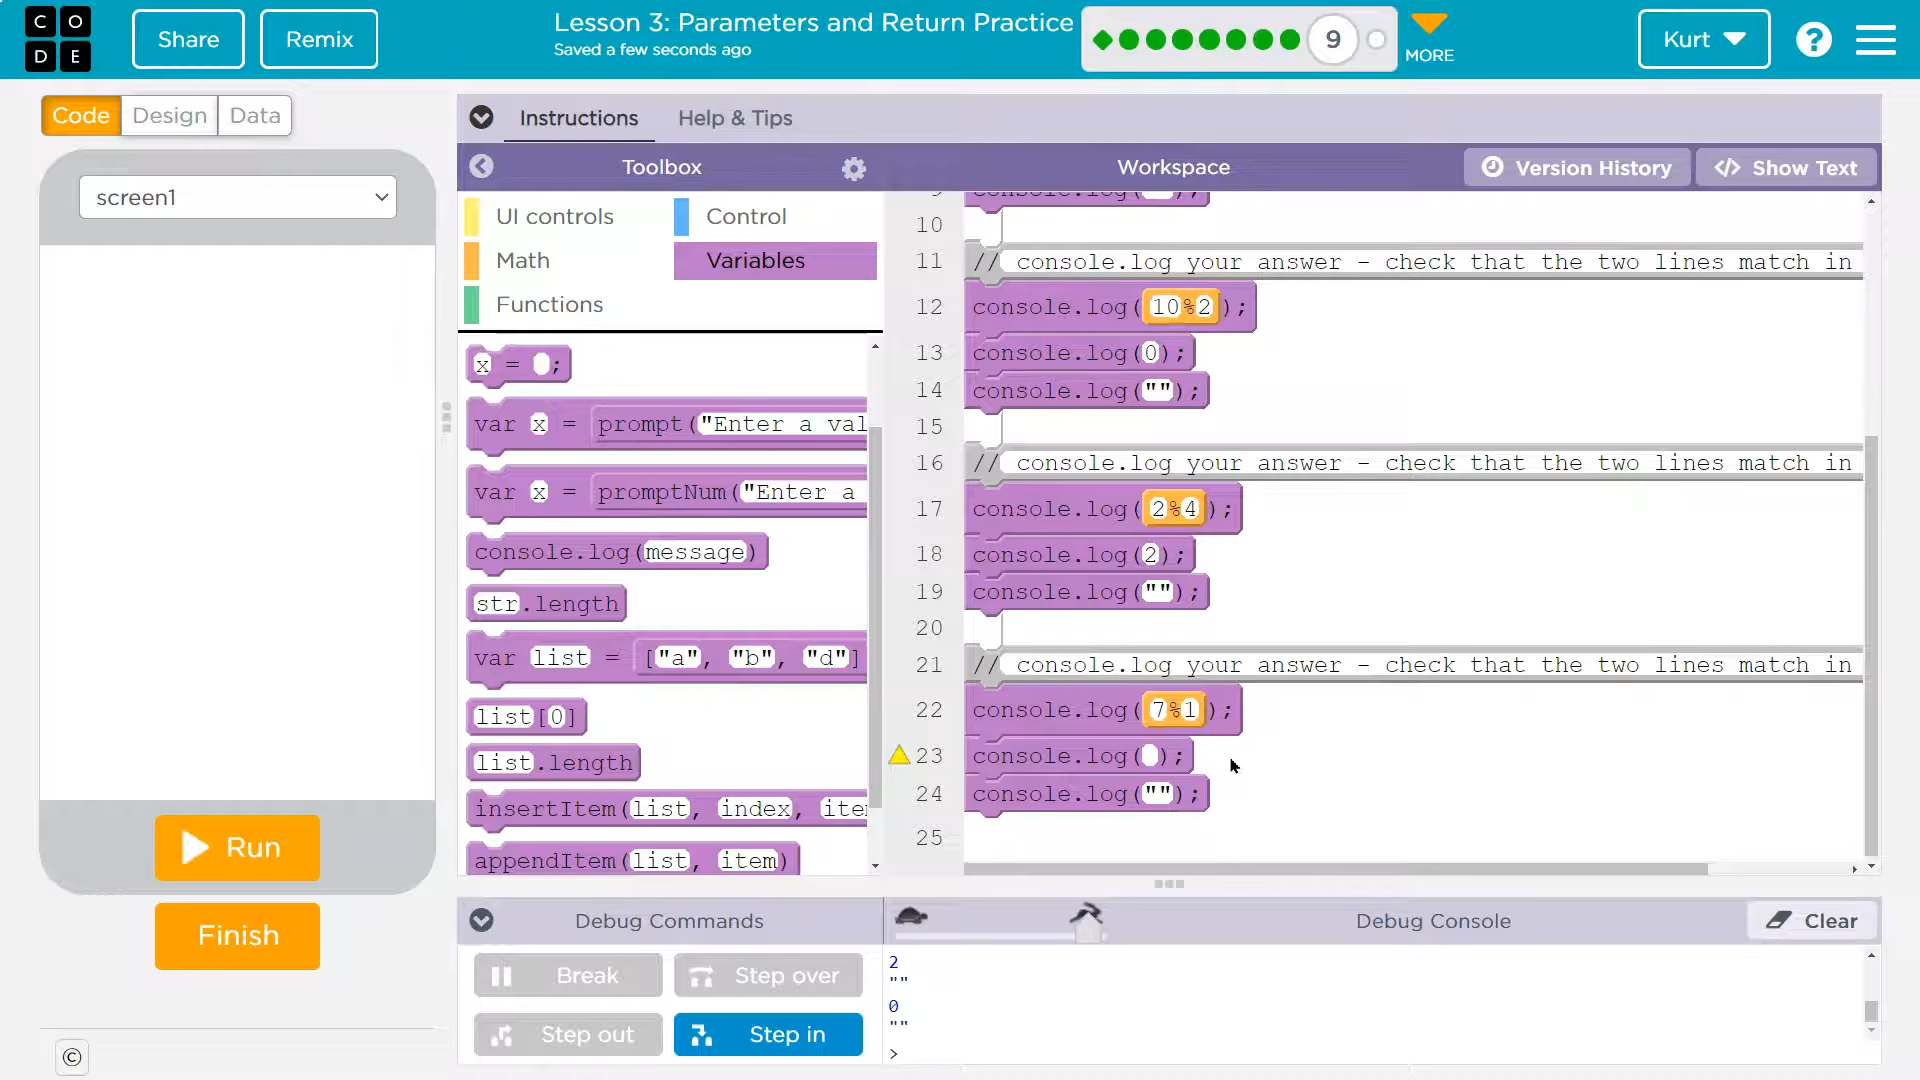 CODE
Share
Remix
Lesson 3: Parameters and Return Practice
Saved a few seconds ago
9
MORE
Kurt
?
Code
Design
Data
screen1
Run
Finish
©
Instructions
Help & Tips
Toolbox
Workspace
Version History
Show Text
UI controls
Control
Math
Variables
Functions
x = ;
var x = prompt("Enter a val
var x = promptNum("Enter a
console.log(message)
str.length
var list = ["a", "b", "d"]
list[0]
list.length
insertItem(list, index, ite
appendItem(list, item)
10
11 // console.log your answer - check that the two lines match in
12 console.log(10%2);
13 console.log(0);
14 console.log("");
15
16 // console.log your answer - check that the two lines match in
17 console.log(2%4);
18 console.log(2);
19 console.log("");
20
21 // console.log your answer - check that the two lines match in
22 console.log(7%1);
23 console.log( );
24 console.log("");
25
Debug Commands
Debug Console
Clear
Break
Step over
Step out
Step in
2
""
0
""
>